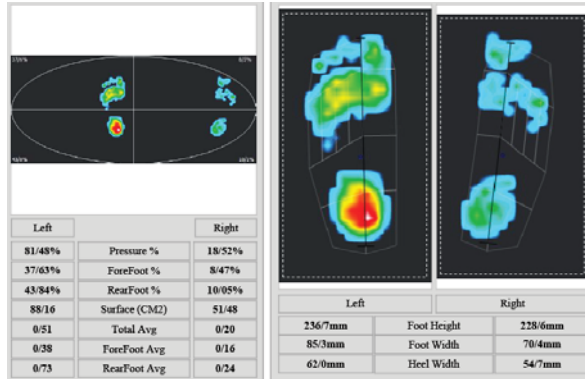 Left Right
81/48% Pressure % 18/52%
37/63% ForeFoot % 8/47%
43/84% RearFoot % 10/05%
88/16 Surface (CM2) 51/48
0/51 Total Avg 0/20
0/38 ForeFoot Avg 0/16
0/73 RearFoot Avg 0/24
Left Right
236/7mm Foot Height 228/6mm
85/3mm Foot Width 70/4mm
62/0mm Heel Width 54/7mm